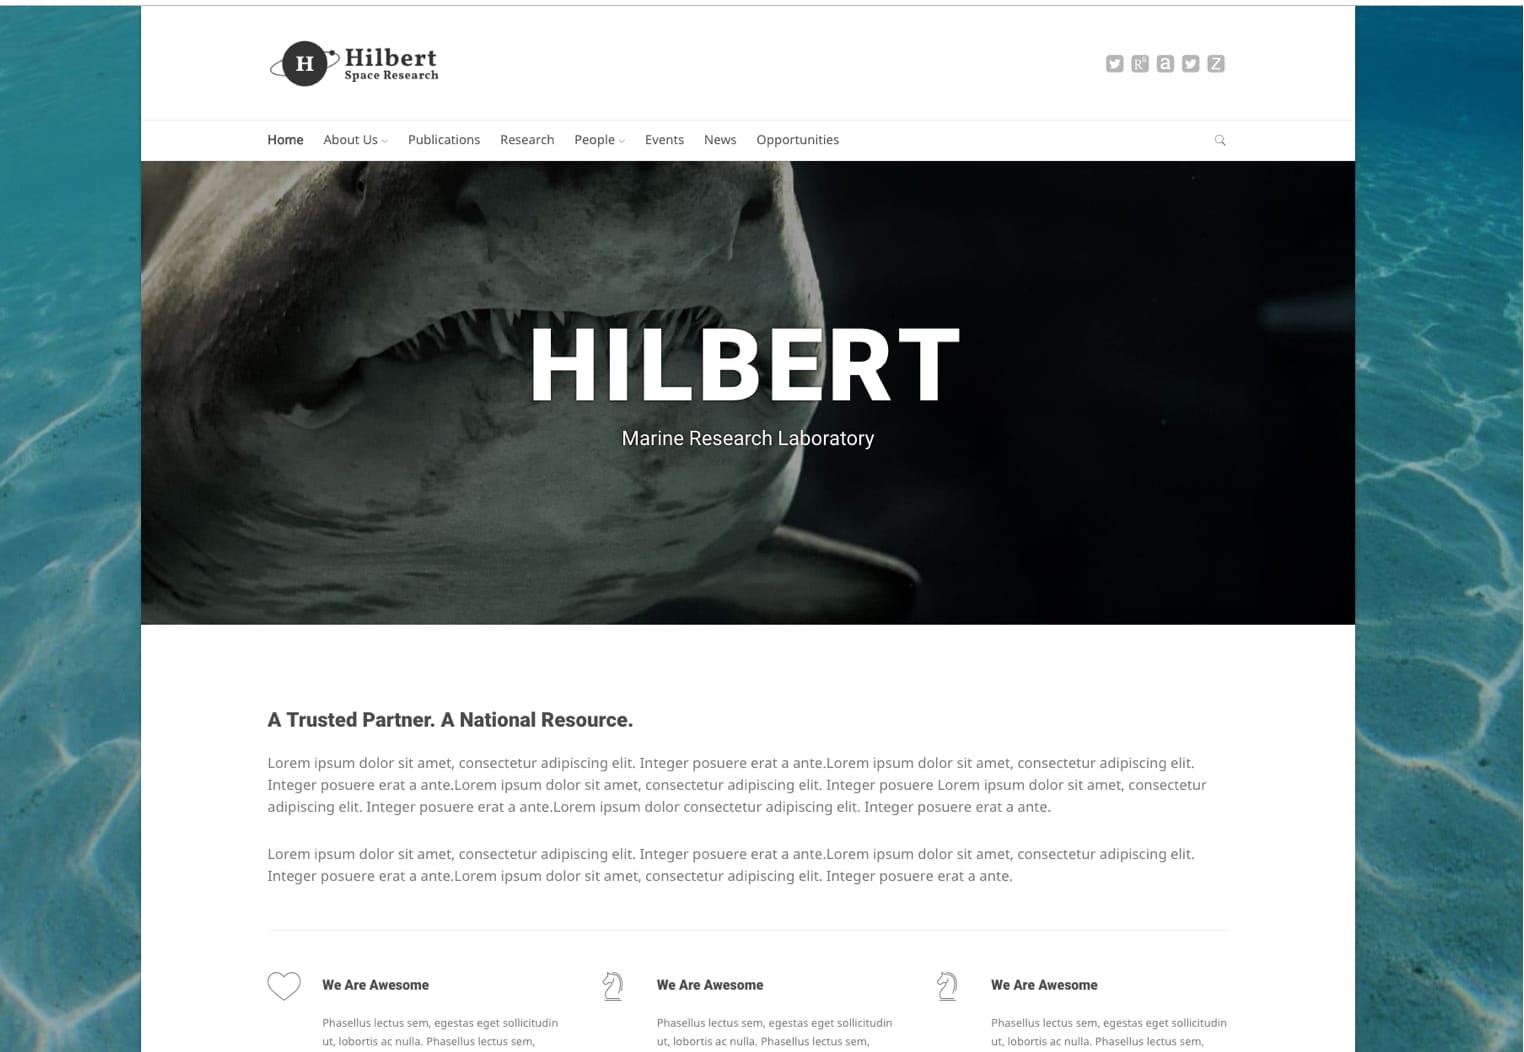 H
Hilbert
Space Research
Home About Us Publications Research People Events News Opportunities
HILBERT
Marine Research Laboratory
A Trusted Partner. A National Resource.
Lorem ipsum dolor sit amet, consectetur adipiscing elit. Integer posuere erat a ante.Lorem ipsum dolor sit amet, consectetur adipiscing elit.
Integer posuere erat a ante.Lorem ipsum dolor sit amet, consectetur adipiscing elit. Integer posuere Lorem ipsum dolor sit amet, consectetur
adipiscing elit. Integer posuere erat a ante.Lorem ipsum dolor consectetur adipiscing elit. Integer posuere erat a ante.
Lorem ipsum dolor sit amet, consectetur adipiscing elit. Integer posuere erat a ante.Lorem ipsum dolor sit amet, consectetur adipiscing elit.
Integer posuere erat a ante.Lorem ipsum dolor sit amet, consectetur adipiscing elit. Integer posuere erat a ante.
We Are Awesome
Phasellus lectus sem, egestas eget sollicitudin
ut, lobortis ac nulla. Phasellus lectus sem,
We Are Awesome
Phasellus lectus sem, egestas eget sollicitudin
ut, lobortis ac nulla. Phasellus lectus sem,
We Are Awesome
Phasellus lectus sem, egestas eget sollicitudin
ut, lobortis ac nulla. Phasellus lectus sem,